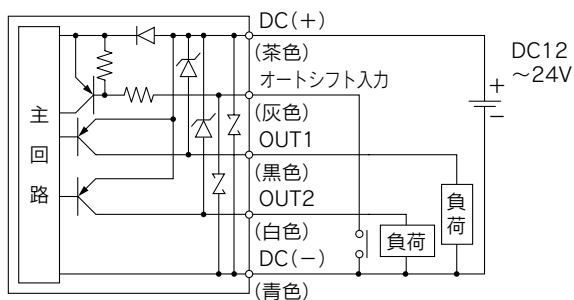 DC(+)
(茶色)
オートシフト入力
(灰色)
OUT1
(黒色)
OUT2
(白色)
DC(−)
(青色)
主
回
路
DC12
～24V
+
−
負
荷
負荷